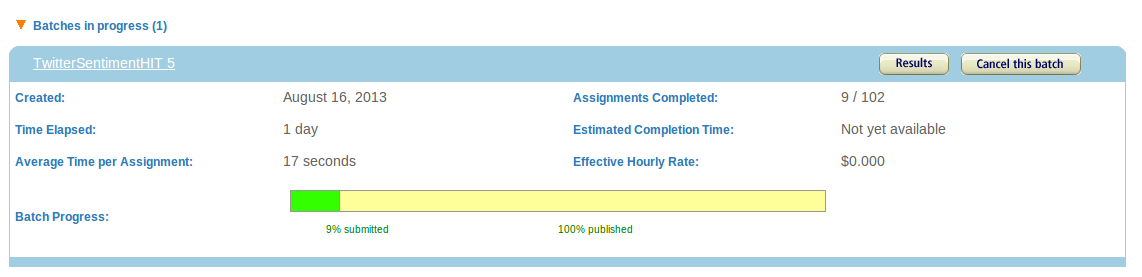 Batches in progress (1)
TwitterSentimentHIT 5 Results Cancel this batch
Created: August 16, 2013 Assignments Completed: 9 / 102
Time Elapsed: 1 day Estimated Completion Time: Not yet available
Average Time per Assignment: 17 seconds Effective Hourly Rate: $0.000
Batch Progress:
9% submitted 100% published